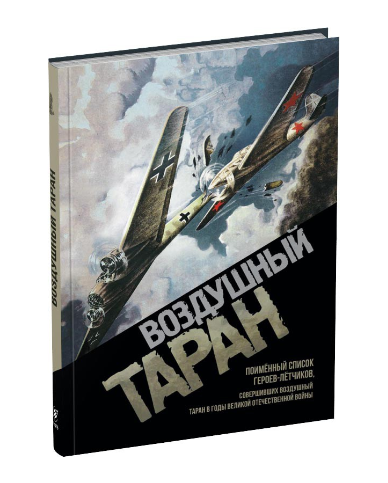 ВОЗДУШНЫЙ
ТАРАН
ПОИМЁННЫЙ СПИСОК
ГЕРОЕВ-ЛЁТЧИКОВ,
СОВЕРШИВШИХ ВОЗДУШНЫЙ
ТАРАН В ГОДЫ ВЕЛИКОЙ ОТЕЧЕСТВЕННОЙ ВОЙНЫ
ВОЗДУШНЫЙ ТАРАН